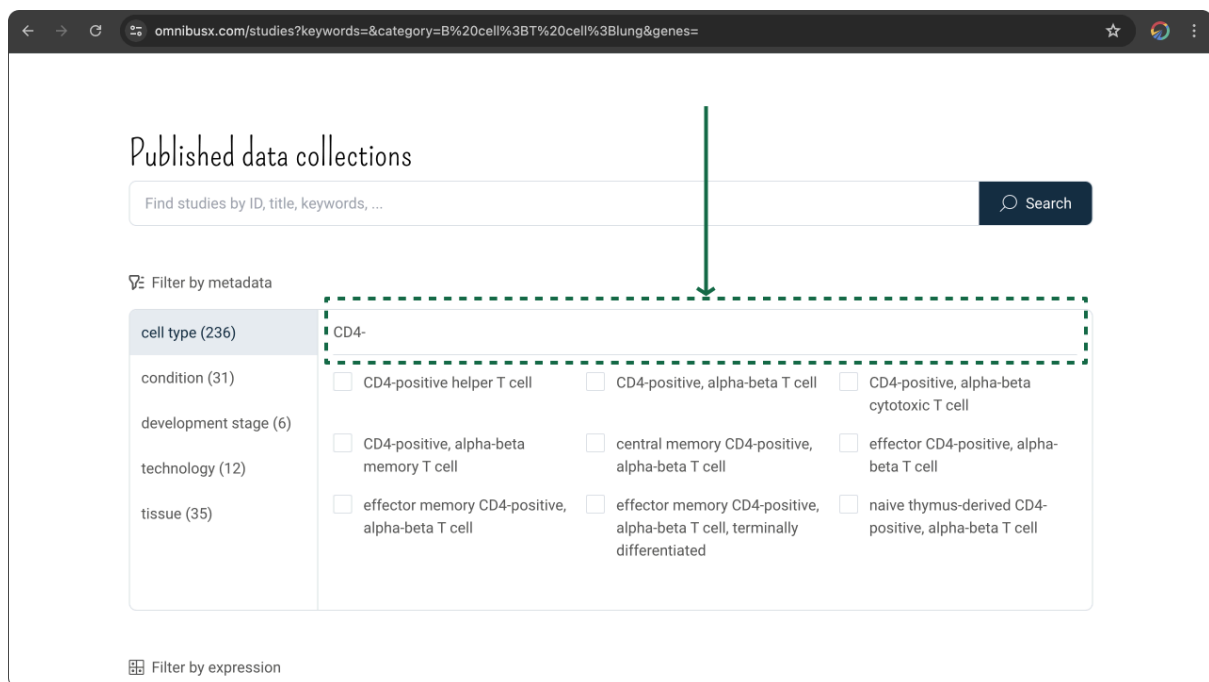 omnibusx.com/studies?keywords=&category=B%20cell%3BT%20cell%3Blung&genes=
Published data collections
Find studies by ID, title, keywords, ...
Search
Filter by metadata
cell type (236)
condition (31)
development stage (6)
technology (12)
tissue (35)
CD4-
CD4-positive helper T cell
CD4-positive, alpha-beta T cell
CD4-positive, alpha-beta
cytotoxic T cell
CD4-positive, alpha-beta
memory T cell
central memory CD4-positive,
alpha-beta T cell
effector CD4-positive, alpha-
beta T cell
effector memory CD4-positive,
alpha-beta T cell
effector memory CD4-positive,
alpha-beta T cell, terminally
differentiated
naive thymus-derived CD4-
positive, alpha-beta T cell
Filter by expression